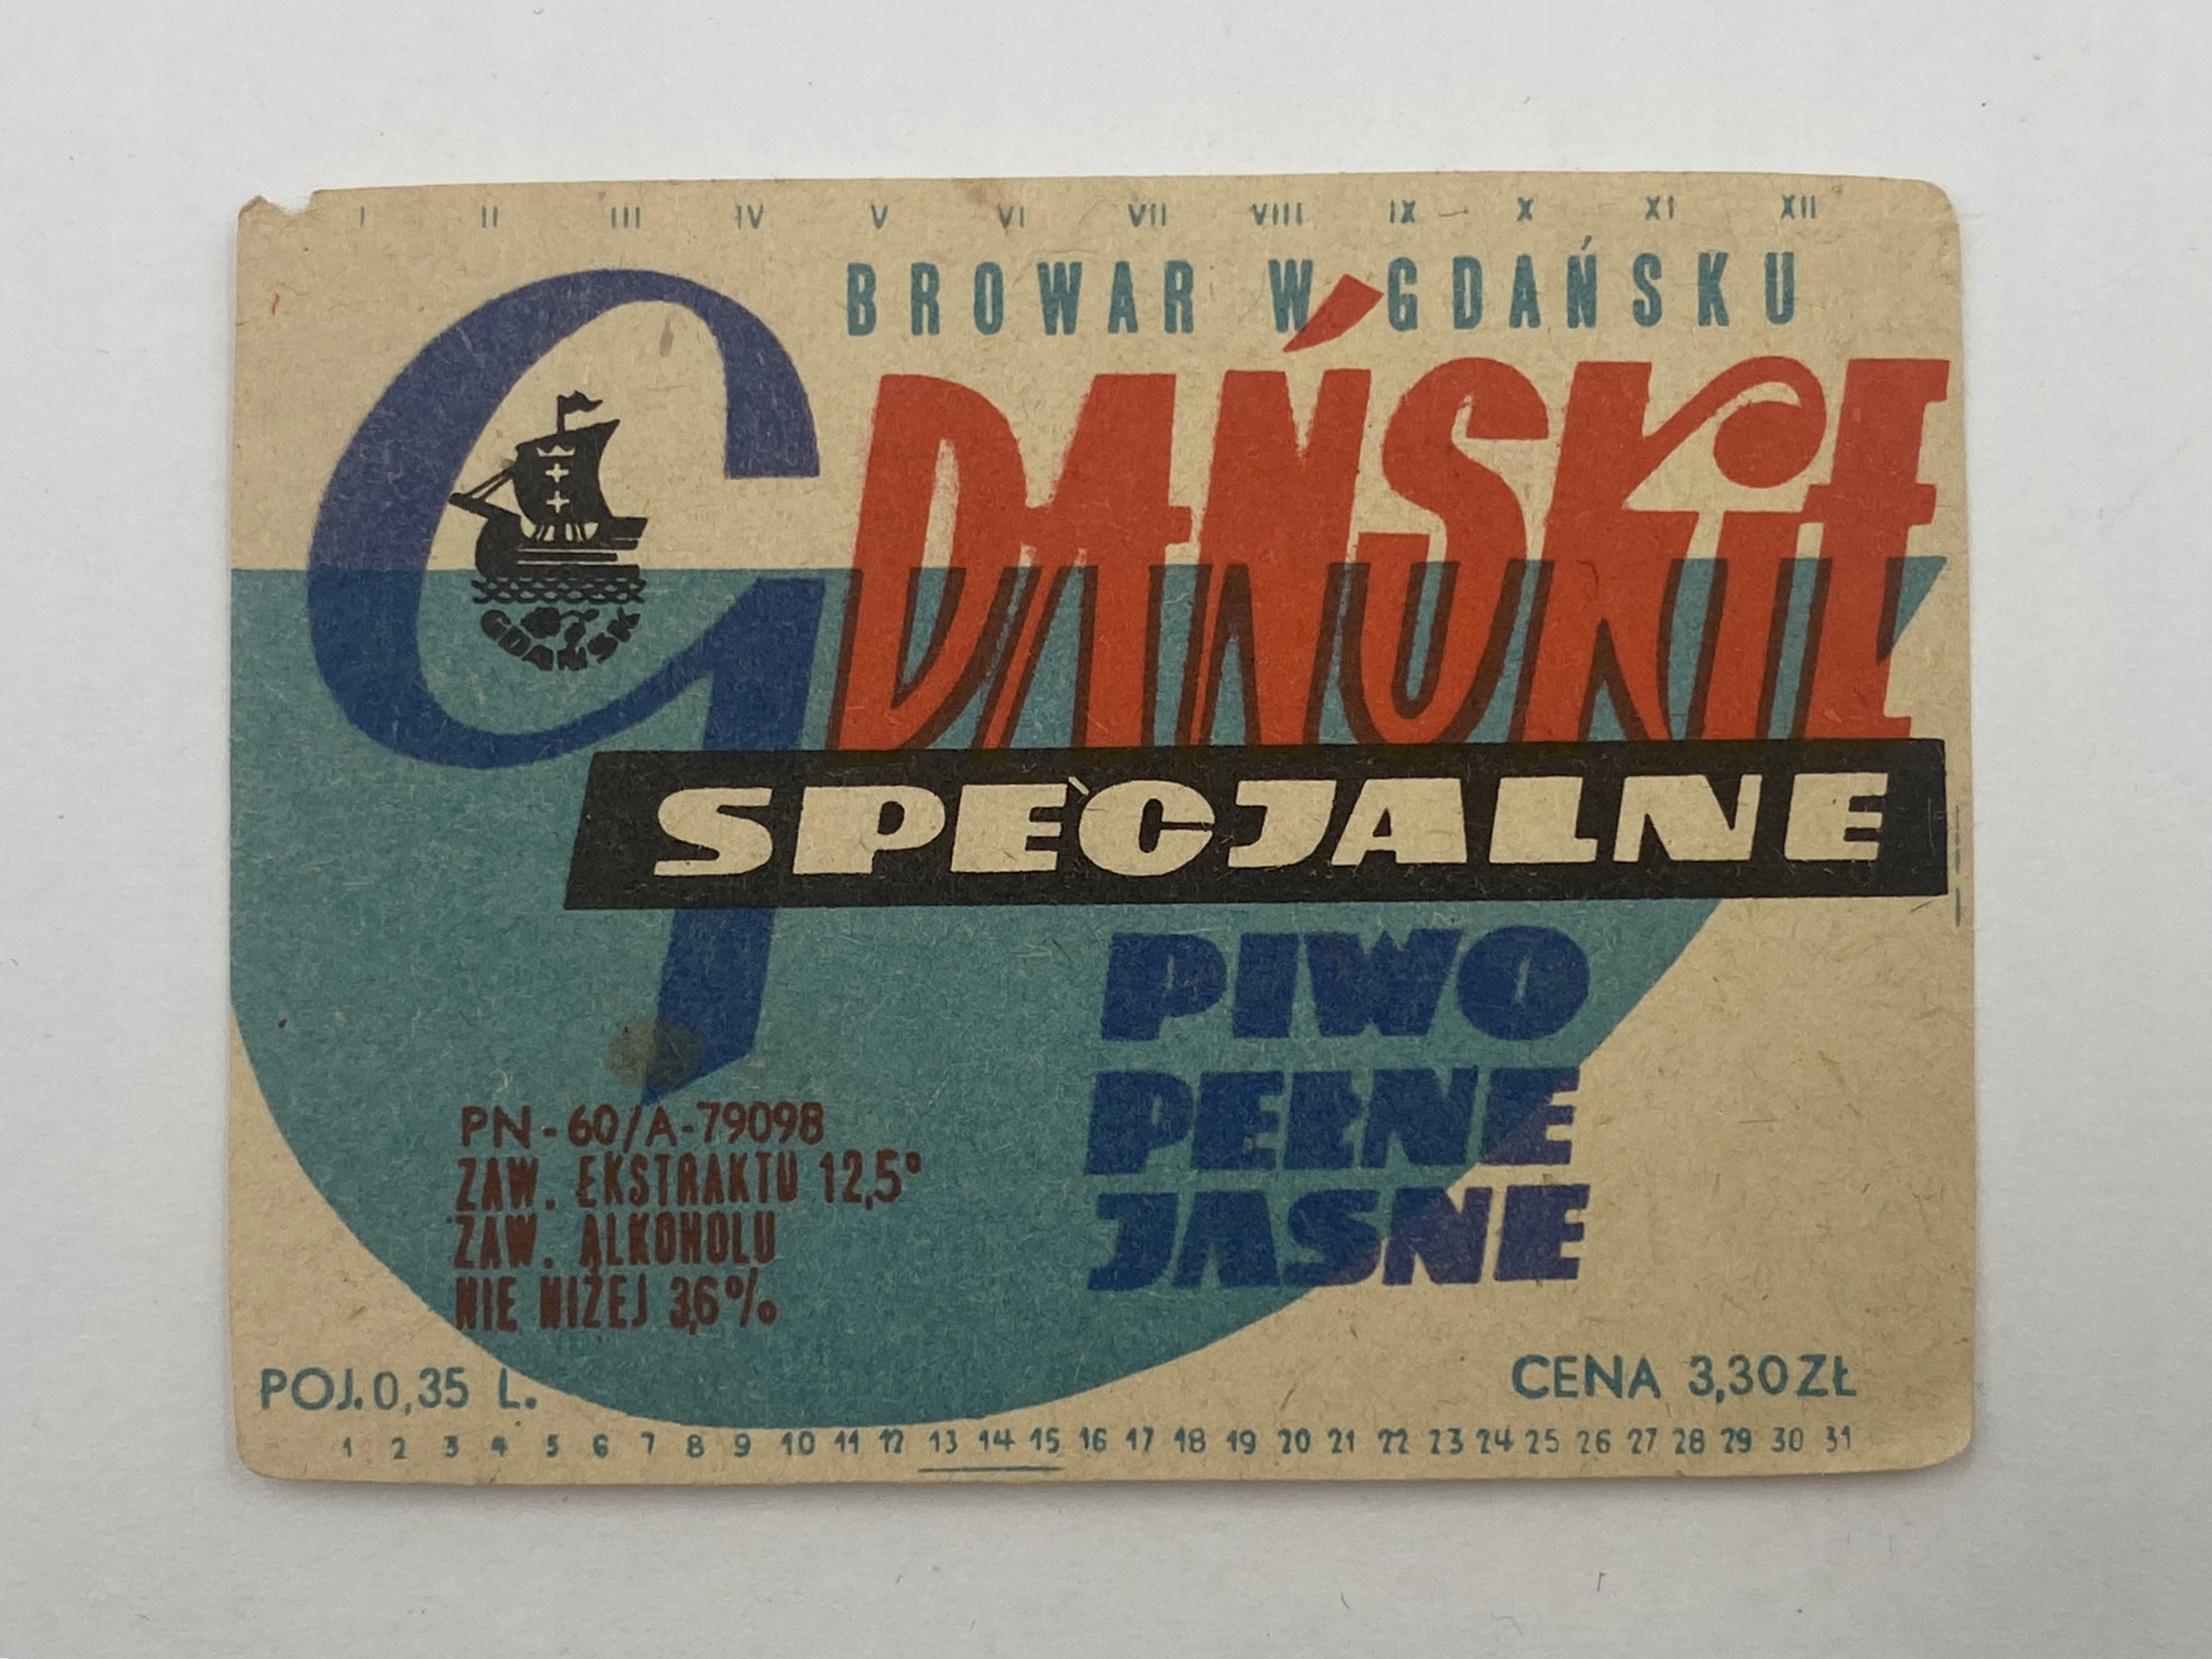 I II III IV V VI VII VIII IX X XI XII
BROWAR W GDAŃSKU
GDAŃSKiE
GDAŃSK
SPECJALNE
PIWO
PEŁNE
JASNE
PN-60/A-79098
ZAW. EKSTRAKTU 12,5°
ZAW. ALKOHOLU
NIE NIŻEJ 3,6%
POJ. 0,35 L.
CENA 3,30 ZŁ
1 2 3 4 5 6 7 8 9 10 11 12 13 14 15 16 17 18 19 20 21 22 23 24 25 26 27 28 29 30 31